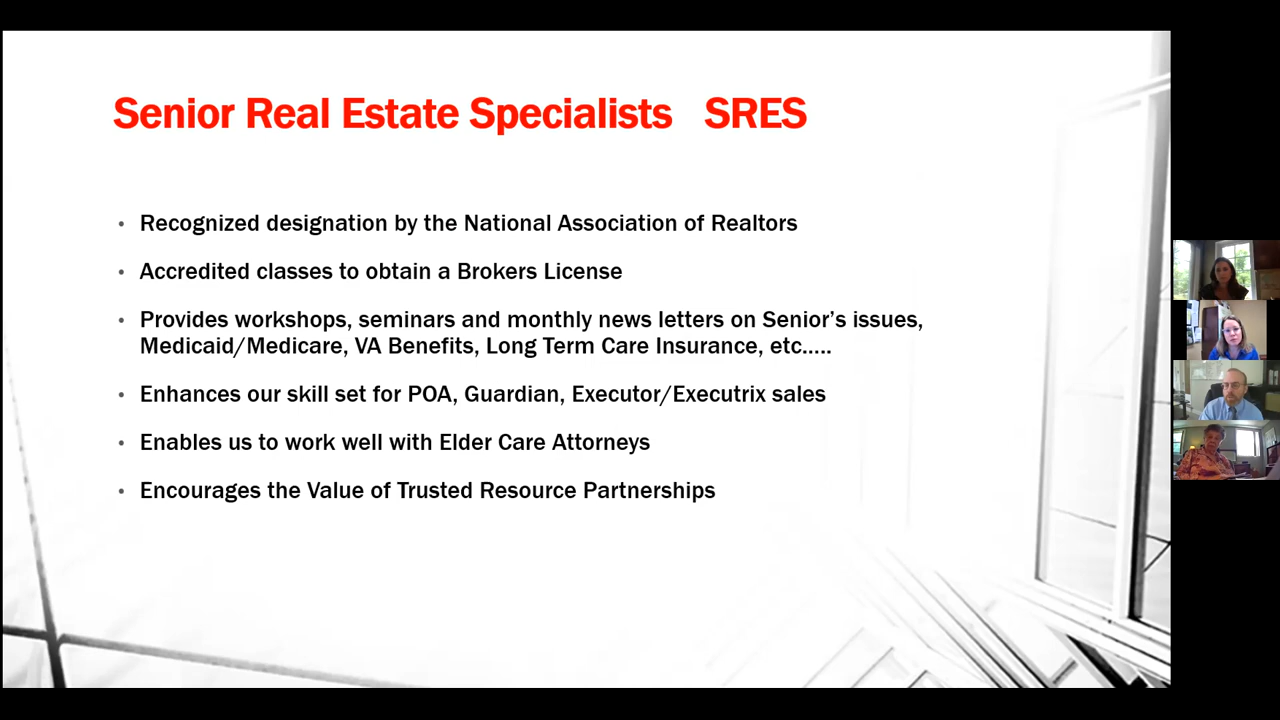 Senior Real Estate Specialists SRES
• Recognized designation by the National Association of Realtors
• Accredited classes to obtain a Brokers License
• Provides workshops, seminars and monthly news letters on Senior’s issues,
Medicaid/Medicare, VA Benefits, Long Term Care Insurance, etc.....
• Enhances our skill set for POA, Guardian, Executor/Executrix sales
• Enables us to work well with Elder Care Attorneys
• Encourages the Value of Trusted Resource Partnerships